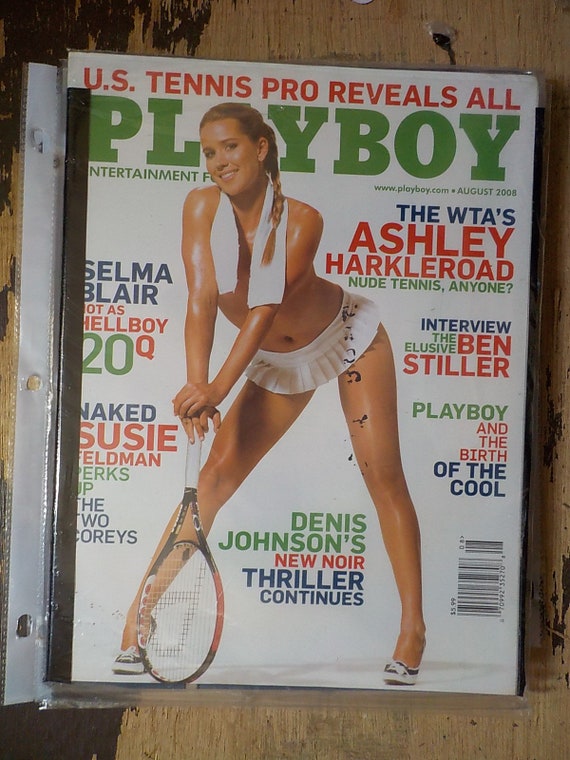 U.S. TENNIS PRO REVEALS ALL
PLAYBOY
ENTERTAINMENT F
www.playboy.com • AUGUST 2008
THE WTA'S
ASHLEY
HARKLEROAD
NUDE TENNIS, ANYONE?
SELMA
BLAIR
HOT AS
HELLBOY
20Q
INTERVIEW
THE ELUSIVE BEN
STILLER
NAKED
SUSIE
FELDMAN
PERKS
UP
THE
TWO
COREYS
PLAYBOY
AND
THE
BIRTH
OF THE
COOL
DENIS
JOHNSON'S
NEW NOIR
THRILLER
CONTINUES
$5.99
08>